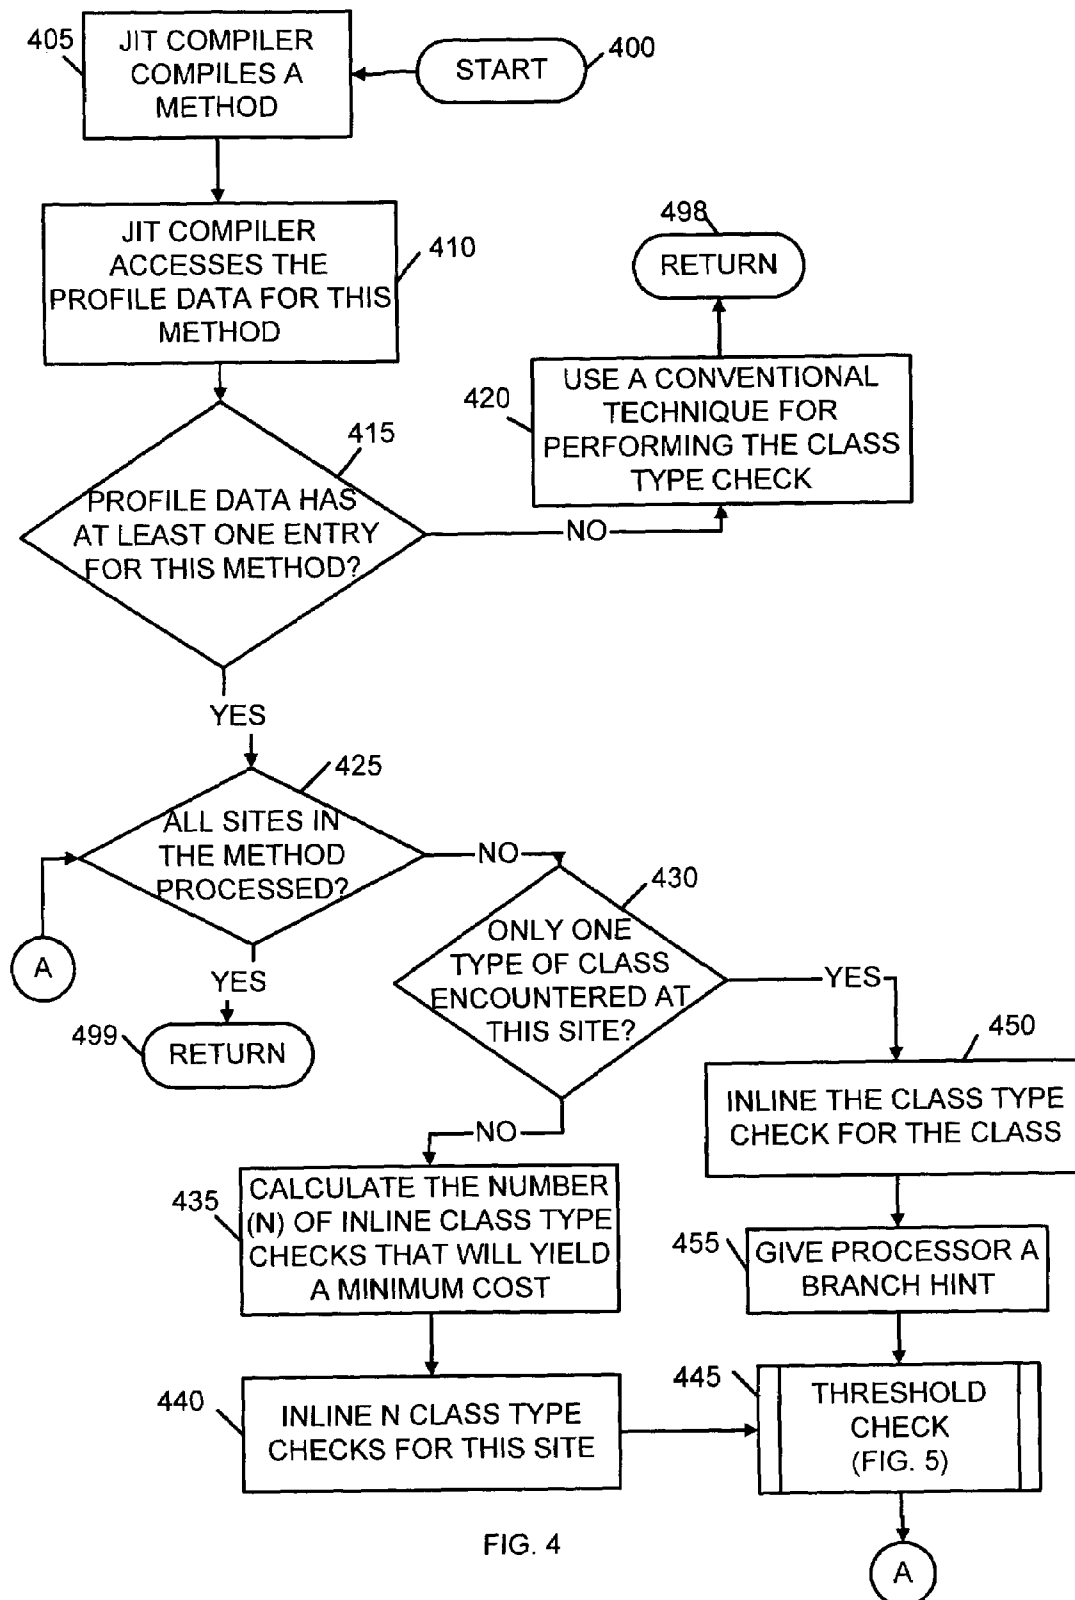 405
JIT COMPILER
COMPILES A
METHOD
START
400
JIT COMPILER
ACCESSES THE
PROFILE DATA FOR THIS
METHOD
410
498
RETURN
420
USE A CONVENTIONAL
TECHNIQUE FOR
PERFORMING THE CLASS
TYPE CHECK
415
PROFILE DATA HAS
AT LEAST ONE ENTRY
FOR THIS METHOD?
NO
YES
425
ALL SITES IN
THE METHOD
PROCESSED?
NO
A
YES
499
RETURN
430
ONLY ONE
TYPE OF CLASS
ENCOUNTERED AT
THIS SITE?
YES
NO
450
INLINE THE CLASS TYPE
CHECK FOR THE CLASS
435
CALCULATE THE NUMBER
(N) OF INLINE CLASS TYPE
CHECKS THAT WILL YIELD
A MINIMUM COST
455
GIVE PROCESSOR A
BRANCH HINT
440
INLINE N CLASS TYPE
CHECKS FOR THIS SITE
445
THRESHOLD
CHECK
(FIG. 5)
A
FIG. 4